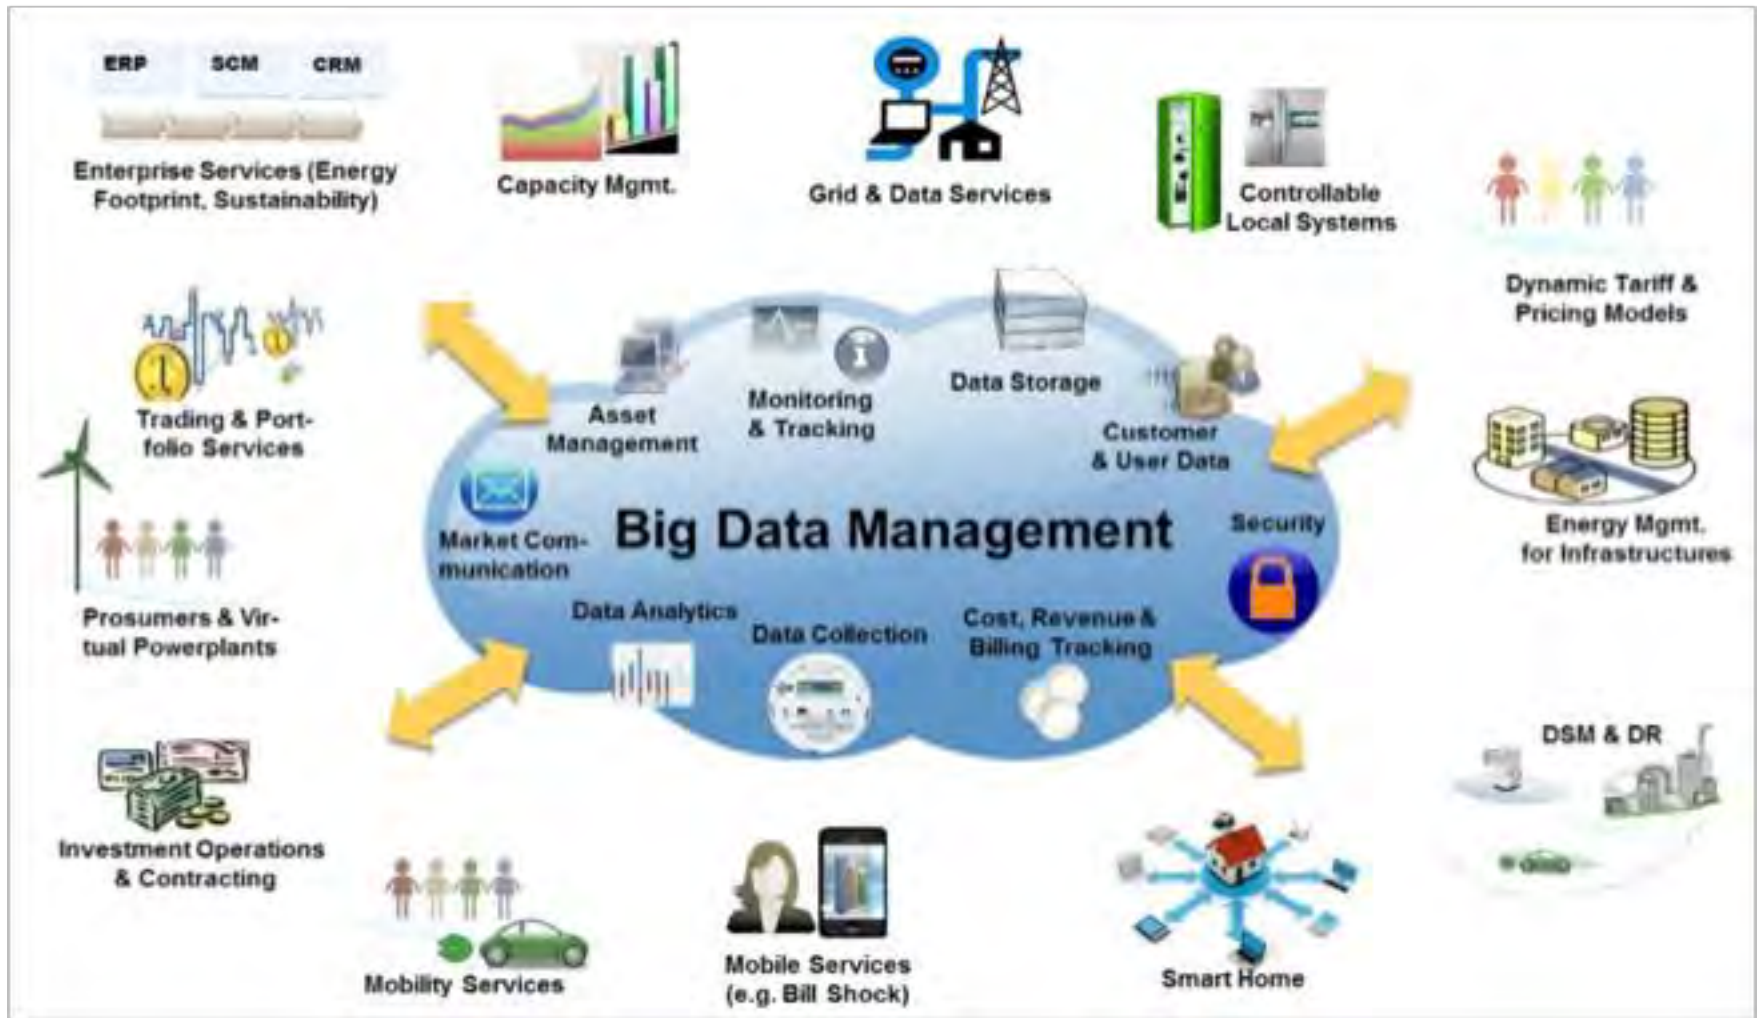 ERP SCM CRM
Enterprise Services (Energy
Footprint, Sustainability)
Capacity Mgmt.
Grid & Data Services
Controllable
Local Systems
Dynamic Tariff &
Pricing Models
Trading & Port-
folio Services
Asset
Management
Monitoring
& Tracking
Data Storage
Customer
& User Data
Market Com-
munication
Big Data Management
Security
Energy Mgmt.
for Infrastructures
Prosumers & Vir-
tual Powerplants
Data Analytics
Data Collection
Cost, Revenue &
Billing Tracking
DSM & DR
Investment Operations
& Contracting
Mobility Services
Mobile Services
(e.g. Bill Shock)
Smart Home